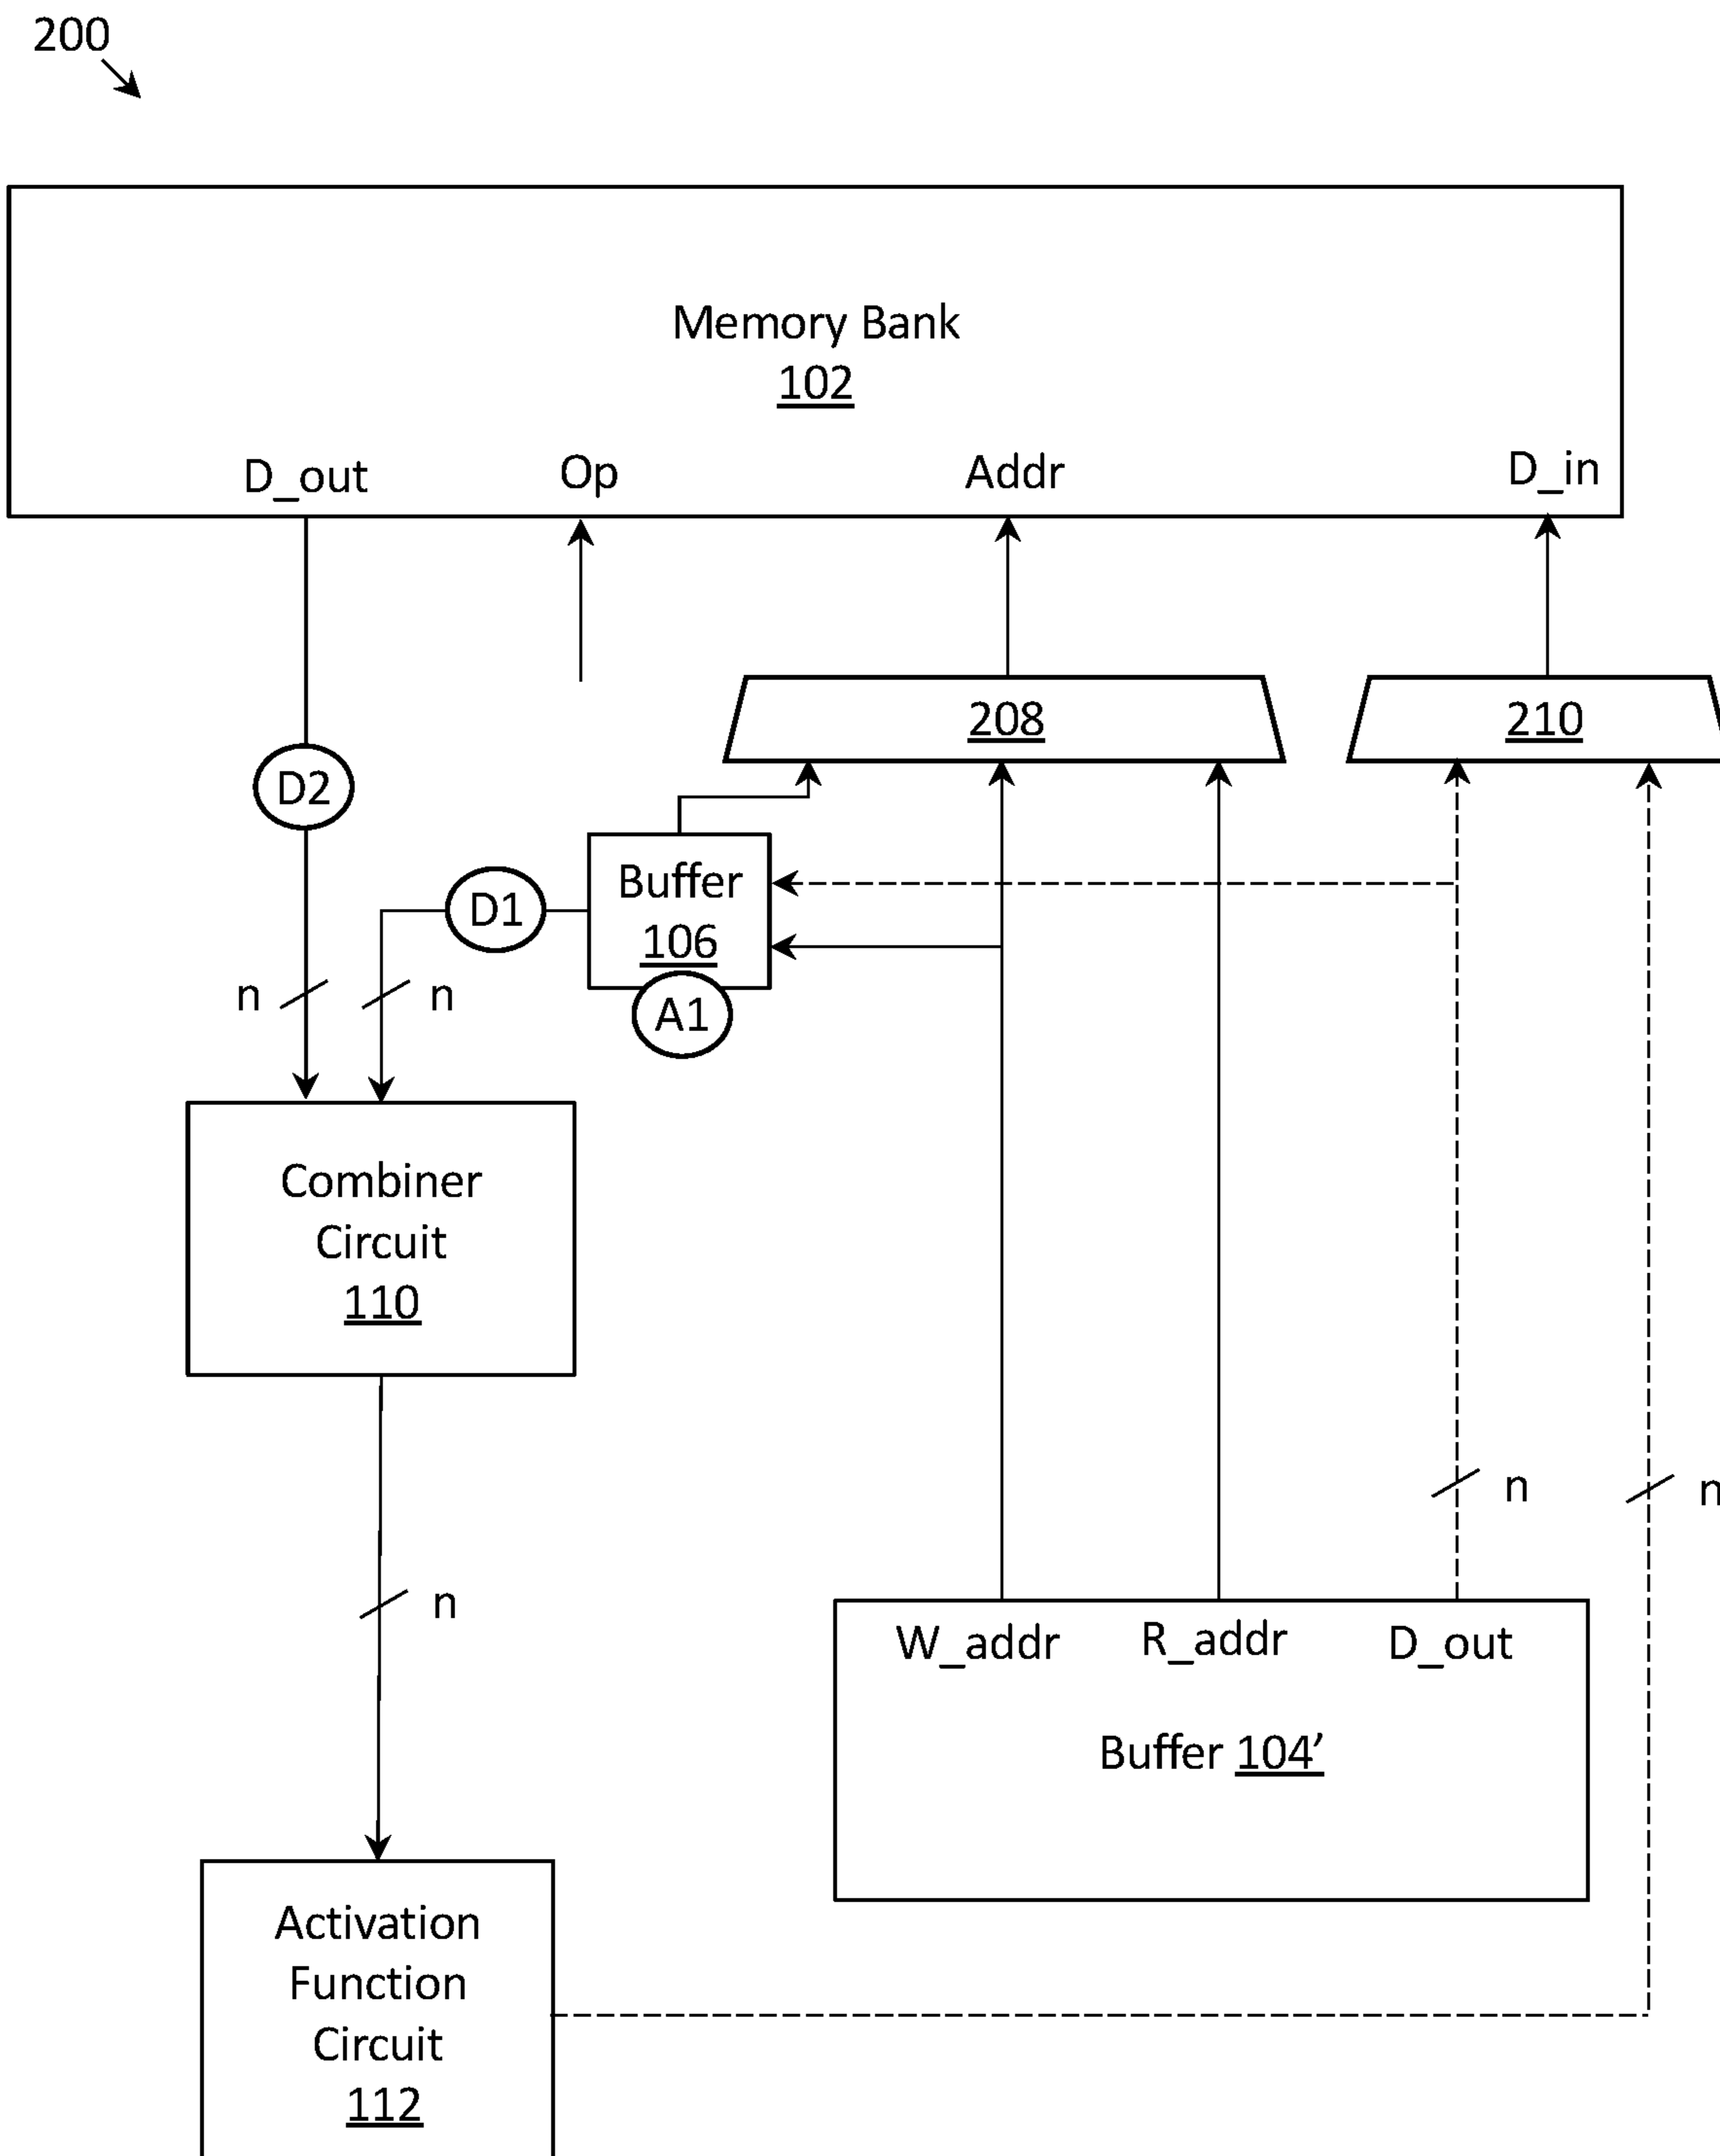 200
Memory Bank
102
D_out Op Addr D_in
208 210
D2
Buffer
106
D1
A1
n n
Combiner
Circuit
110
n n
n
W_addr R_addr D_out
Buffer 104’
Activation
Function
Circuit
112